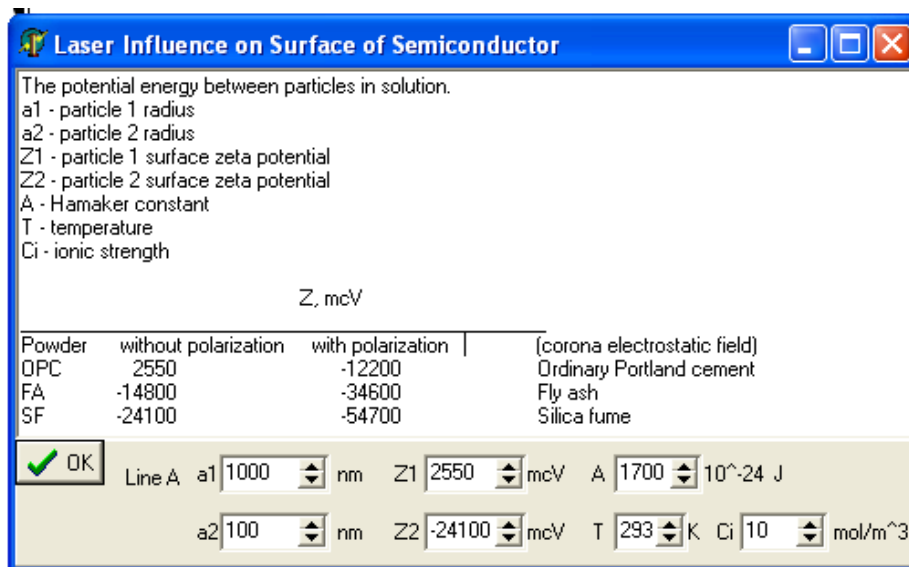 Laser Influence on Surface of Semiconductor
The potential energy between particles in solution.
a1 - particle 1 radius
a2 - particle 2 radius
Z1 - particle 1 surface zeta potential
Z2 - particle 2 surface zeta potential
A - Hamaker constant
T - temperature
Ci - ionic strength
Z, mcV
Powder without polarization with polarization (corona electrostatic field)
OPC 2550 -12200 Ordinary Portland cement
FA -14800 -34600 Fly ash
SF -24100 -54700 Silica fume
OK Line A a1 1000 nm Z1 2550 mcV A 1700 10^-24 J
a2 100 nm Z2 -24100 mcV T 293 K Ci 10 mol/m^3